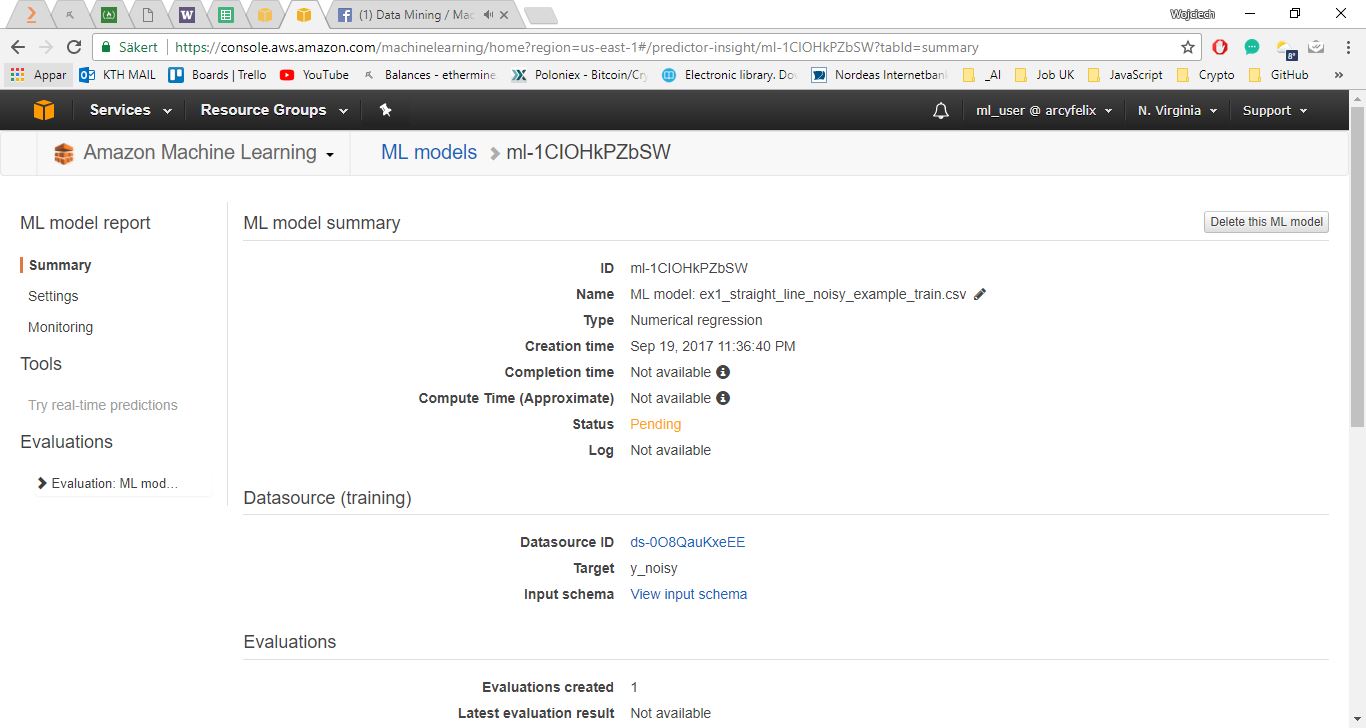 (1) Data Mining / Mac
Wojciech
Säkert https://console.aws.amazon.com/machinelearning/home?region=us-east-1#/predictor-insight/ml-1CIOHkPZbSW?tabId=summary
8°
Appar KTH MAIL Boards | Trello YouTube Balances - ethermine Poloniex - Bitcoin/Cry Electronic library. Do Nordeas Internetban _AI Job UK JavaScript Crypto GitHub »
Services Resource Groups ml_user @ arcyfelix N. Virginia Support
Amazon Machine Learning ML models ml-1CIOHkPZbSW
ML model report
Summary
Settings
Monitoring
Tools
Try real-time predictions
Evaluations
Evaluation: ML mod…
ML model summary Delete this ML model
ID ml-1CIOHkPZbSW
Name ML model: ex1_straight_line_noisy_example_train.csv
Type Numerical regression
Creation time Sep 19, 2017 11:36:40 PM
Completion time Not available
Compute Time (Approximate) Not available
Status Pending
Log Not available
Datasource (training)
Datasource ID ds-0O8QauKxeEE
Target y_noisy
Input schema View input schema
Evaluations
Evaluations created 1
Latest evaluation result Not available